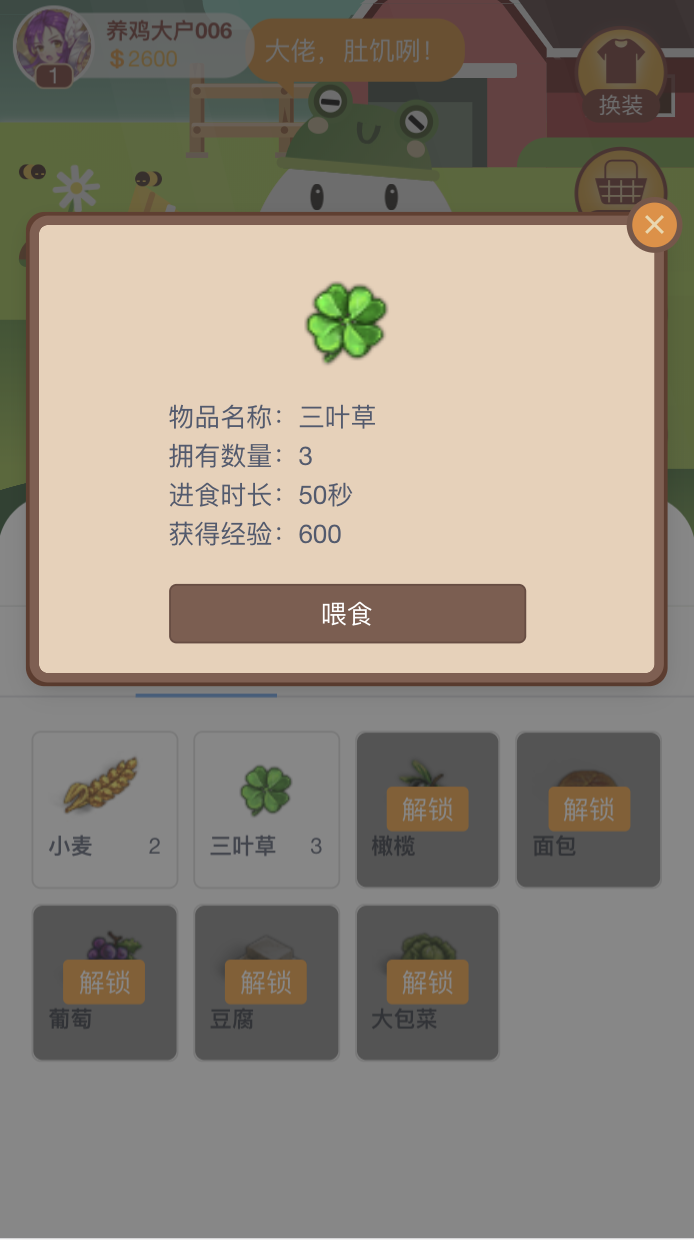 养鸡大户006
$2600
1
大佬，肚饥咧！
换装
物品名称：三叶草
拥有数量：3
进食时长：50秒
获得经验：600
喂食
小麦 2
三叶草 3
解锁
橄榄
解锁
面包
解锁
葡萄
解锁
豆腐
解锁
大包菜